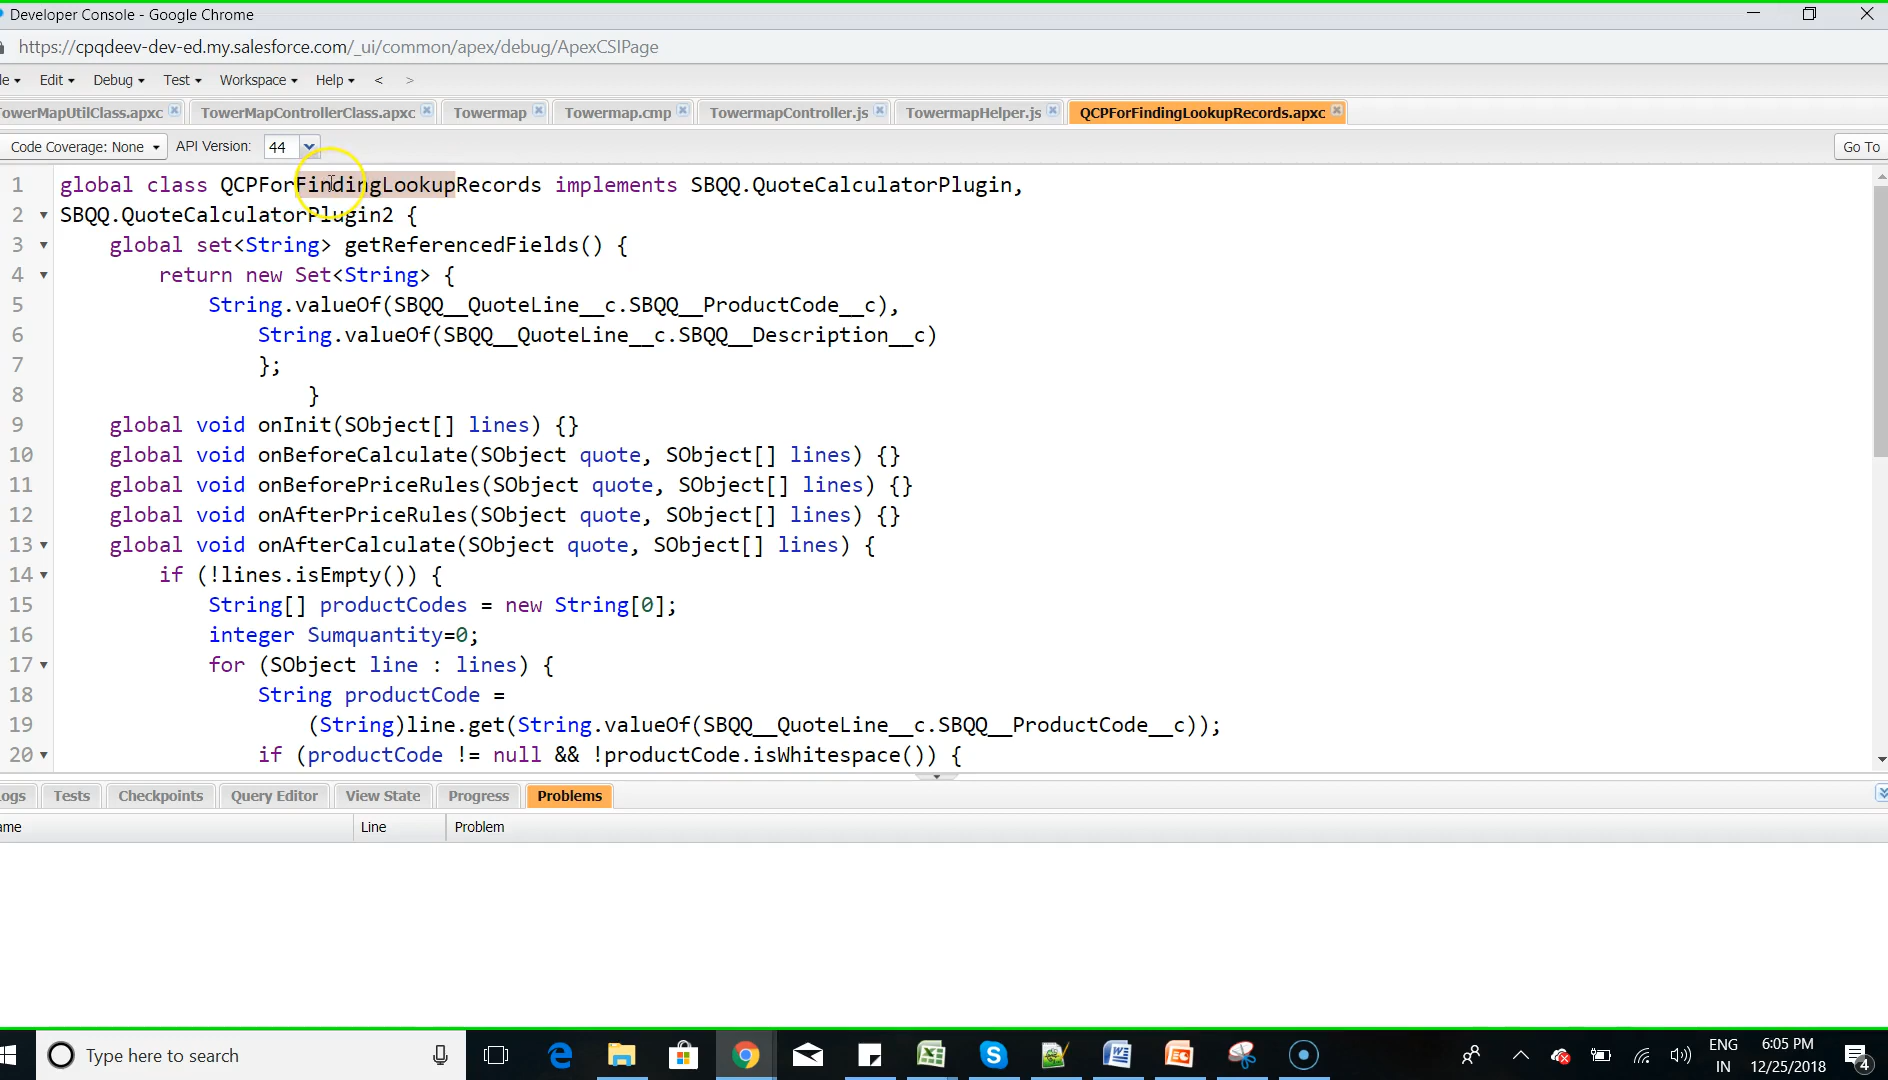 Developer Console - Google Chrome
https://cpqdeev-dev-ed.my.salesforce.com/_ui/common/apex/debug/ApexCSIPage
le Edit Debug Test Workspace Help < >
owerMapUtilClass.apxc TowerMapControllerClass.apxc Towermap Towermap.cmp TowermapController.js TowermapHelper.js QCPForFindingLookupRecords.apxc
Code Coverage: None API Version: 44 Go To
1 global class QCPForFindingLookupRecords implements SBQQ.QuoteCalculatorPlugin,
2 SBQQ.QuoteCalculatorPlugin2 {
3 global set<String> getReferencedFields() {
4 return new Set<String> {
5 String.valueOf(SBQQ__QuoteLine__c.SBQQ__ProductCode__c),
6 String.valueOf(SBQQ__QuoteLine__c.SBQQ__Description__c)
7 };
8 }
9 global void onInit(SObject[] lines) {}
10 global void onBeforeCalculate(SObject quote, SObject[] lines) {}
11 global void onBeforePriceRules(SObject quote, SObject[] lines) {}
12 global void onAfterPriceRules(SObject quote, SObject[] lines) {}
13 global void onAfterCalculate(SObject quote, SObject[] lines) {
14 if (!lines.isEmpty()) {
15 String[] productCodes = new String[0];
16 integer Sumquantity=0;
17 for (SObject line : lines) {
18 String productCode =
19 (String)line.get(String.valueOf(SBQQ__QuoteLine__c.SBQQ__ProductCode__c));
20 if (productCode != null && !productCode.isWhitespace()) {
ogs Tests Checkpoints Query Editor View State Progress Problems
ame Line Problem
Type here to search
ENG 6:05 PM
IN 12/25/2018 4